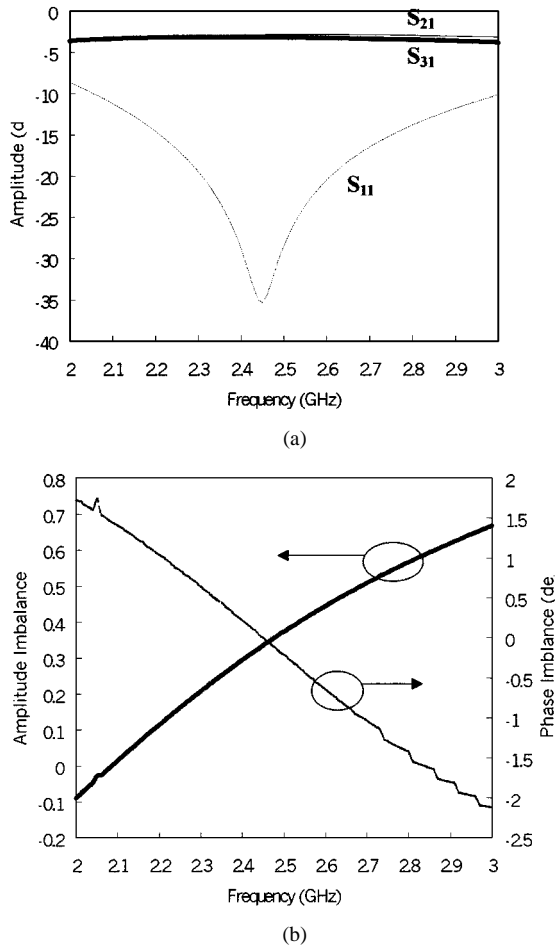 0
-5
-10
-15
-20
-25
-30
-35
-40
Amplitude (d
S21
S31
S11
2 2.1 2.2 2.3 2.4 2.5 2.6 2.7 2.8 2.9 3
Frequency (GHz)
(a)
0.8
0.7
0.6
0.5
0.4
0.3
0.2
0.1
0
-0.1
-0.2
Amplitude Imbalance
2
1.5
1
0.5
0
-0.5
-1
-1.5
-2
-2.5
Phase Imblance (de
2 2.1 2.2 2.3 2.4 2.5 2.6 2.7 2.8 2.9 3
Frequency (GHz)
(b)